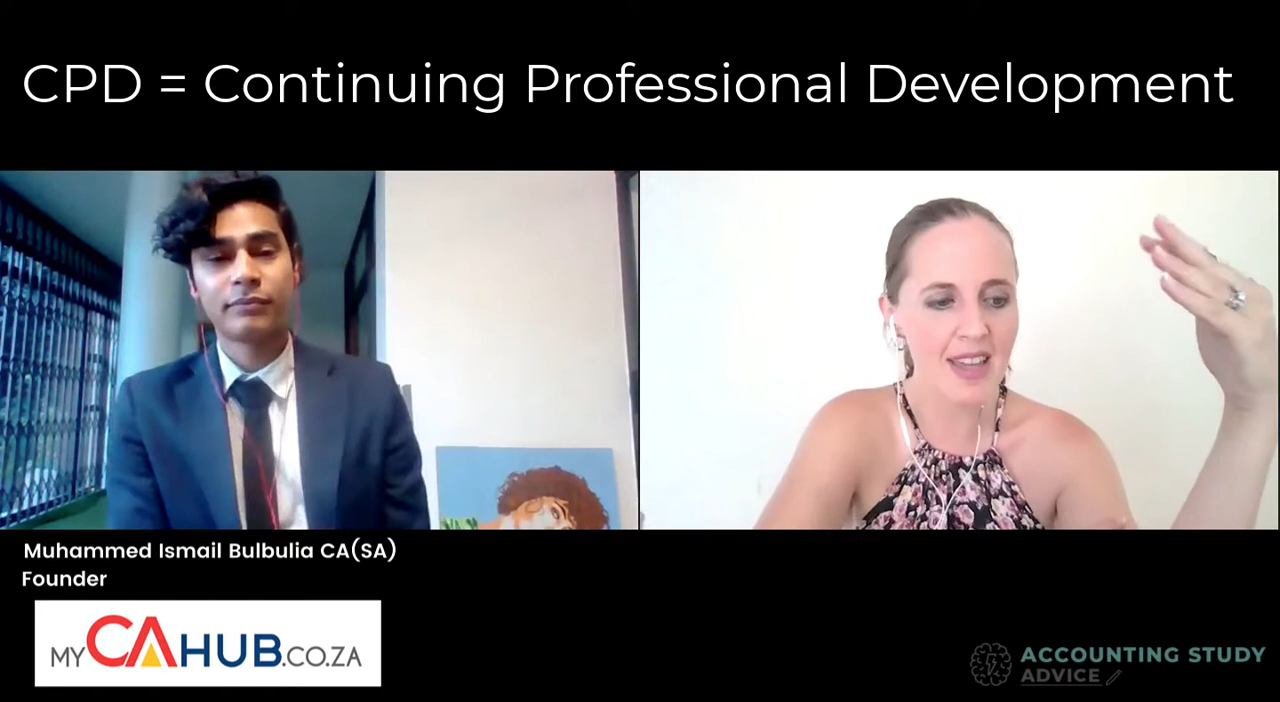 CPD = Continuing Professional Development
Muhammed Ismail Bulbulia CA(SA)
Founder
MYCAHUB.CO.ZA
ACCOUNTING STUDY
ADVICE